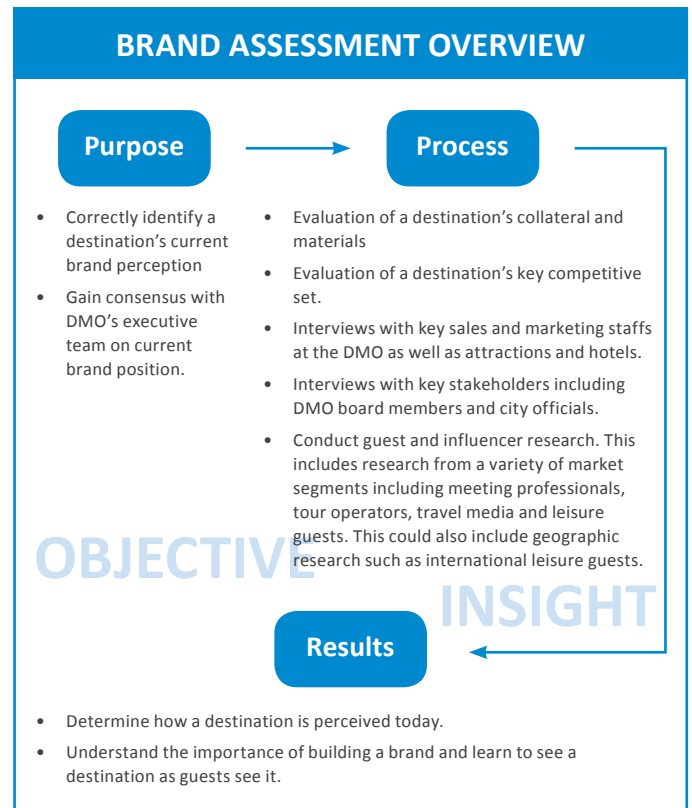 BRAND ASSESSMENT OVERVIEW
Purpose
• Correctly identify a
destination’s current
brand perception
• Gain consensus with
DMO’s executive
team on current
brand position.
Process
• Evaluation of a destination’s collateral and
materials
• Evaluation of a destination’s key competitive
set.
• Interviews with key sales and marketing staffs
at the DMO as well as attractions and hotels.
• Interviews with key stakeholders including
DMO board members and city officials.
• Conduct guest and influencer research. This
includes research from a variety of market
segments including meeting professionals,
tour operators, travel media and leisure
guests. This could also include geographic
research such as international leisure guests.
OBJECTIVE
INSIGHT
Results
• Determine how a destination is perceived today.
• Understand the importance of building a brand and learn to see a
destination as guests see it.